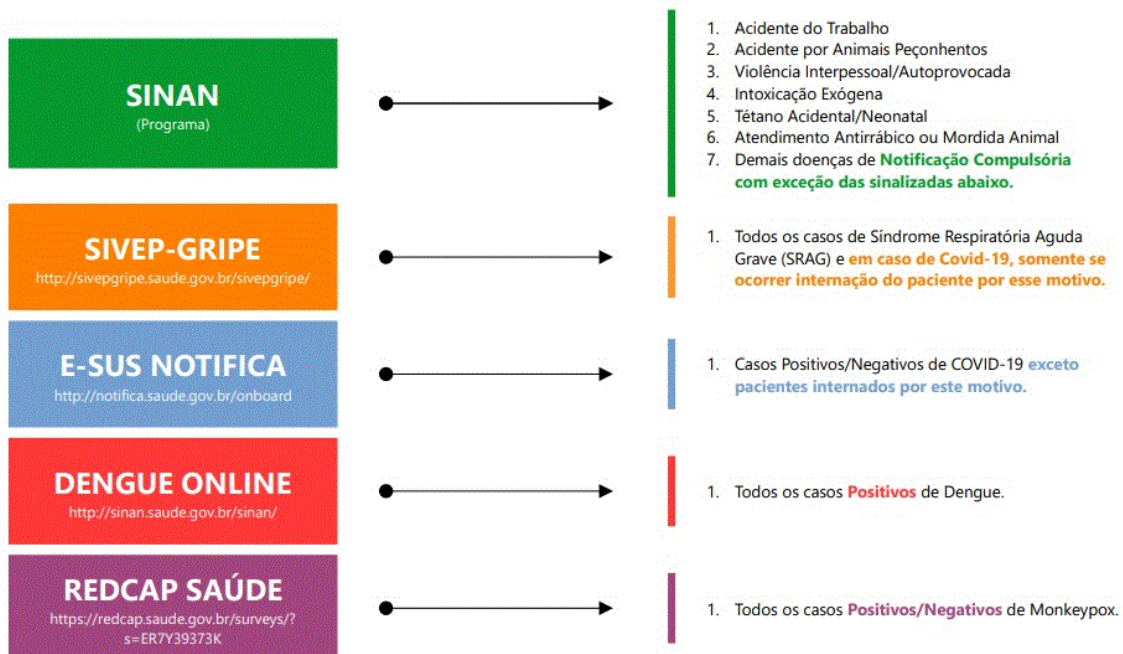 SINAN
(Programa)
1. Acidente do Trabalho
2. Acidente por Animais Peçonhentos
3. Violência Interpessoal/Autoprovocada
4. Intoxicação Exógena
5. Tétano Acidental/Neonatal
6. Atendimento Antirrábico ou Mordida Animal
7. Demais doenças de Notificação Compulsória
com exceção das sinalizadas abaixo.
SIVEP-GRIPE
http://sivepgripe.saude.gov.br/sivepgripe/
1. Todos os casos de Síndrome Respiratória Aguda
Grave (SRAG) e em caso de Covid-19, somente se
ocorrer internação do paciente por esse motivo.
E-SUS NOTIFICA
http://notifica.saude.gov.br/onboard
1. Casos Positivos/Negativos de COVID-19 exceto
pacientes internados por este motivo.
DENGUE ONLINE
http://sinan.saude.gov.br/sinan/
1. Todos os casos Positivos de Dengue.
REDCAP SAÚDE
https://redcap.saude.gov.br/surveys/?
s=ER7Y39373K
1. Todos os casos Positivos/Negativos de Monkeypox.